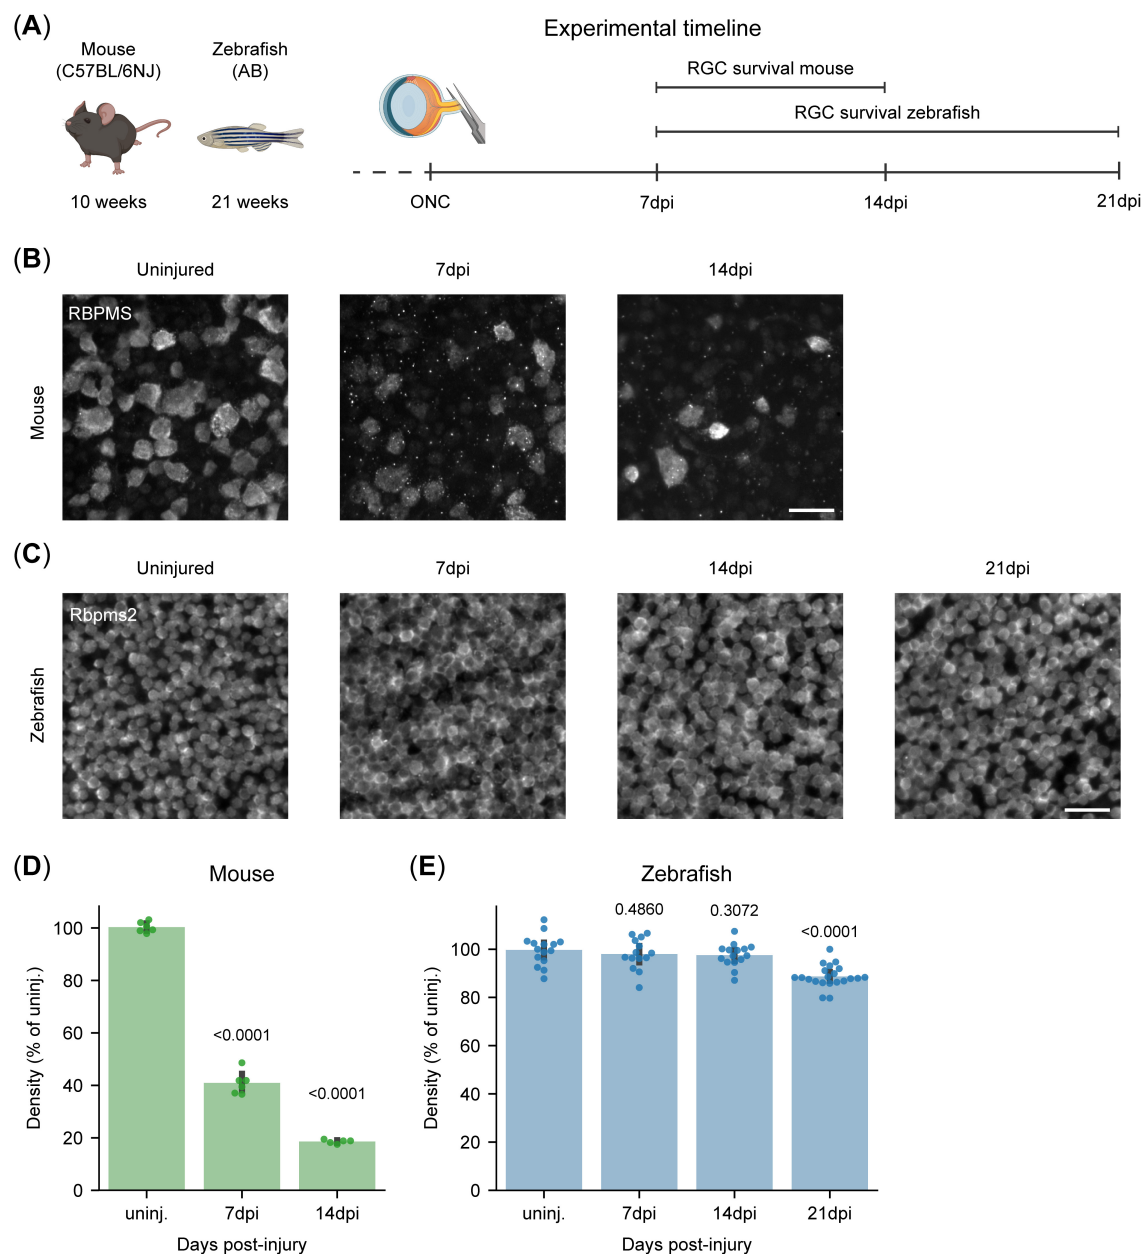 (A)
Experimental timeline
Mouse
(C57BL/6NJ)
Zebrafish
(AB)
RGC survival mouse
RGC survival zebrafish
10 weeks
21 weeks
ONC
7dpi
14dpi
21dpi
(B)
Uninjured
7dpi
14dpi
RBPMS
Mouse
(C)
Uninjured
7dpi
14dpi
21dpi
Rbpms2
Zebrafish
(D)
Mouse
Density (% of uninj.)
100
80
60
40
20
0
<0.0001
<0.0001
uninj.
7dpi
14dpi
Days post-injury
(E)
Zebrafish
Density (% of uninj.)
100
80
60
40
20
0
0.4860
0.3072
<0.0001
uninj.
7dpi
14dpi
21dpi
Days post-injury